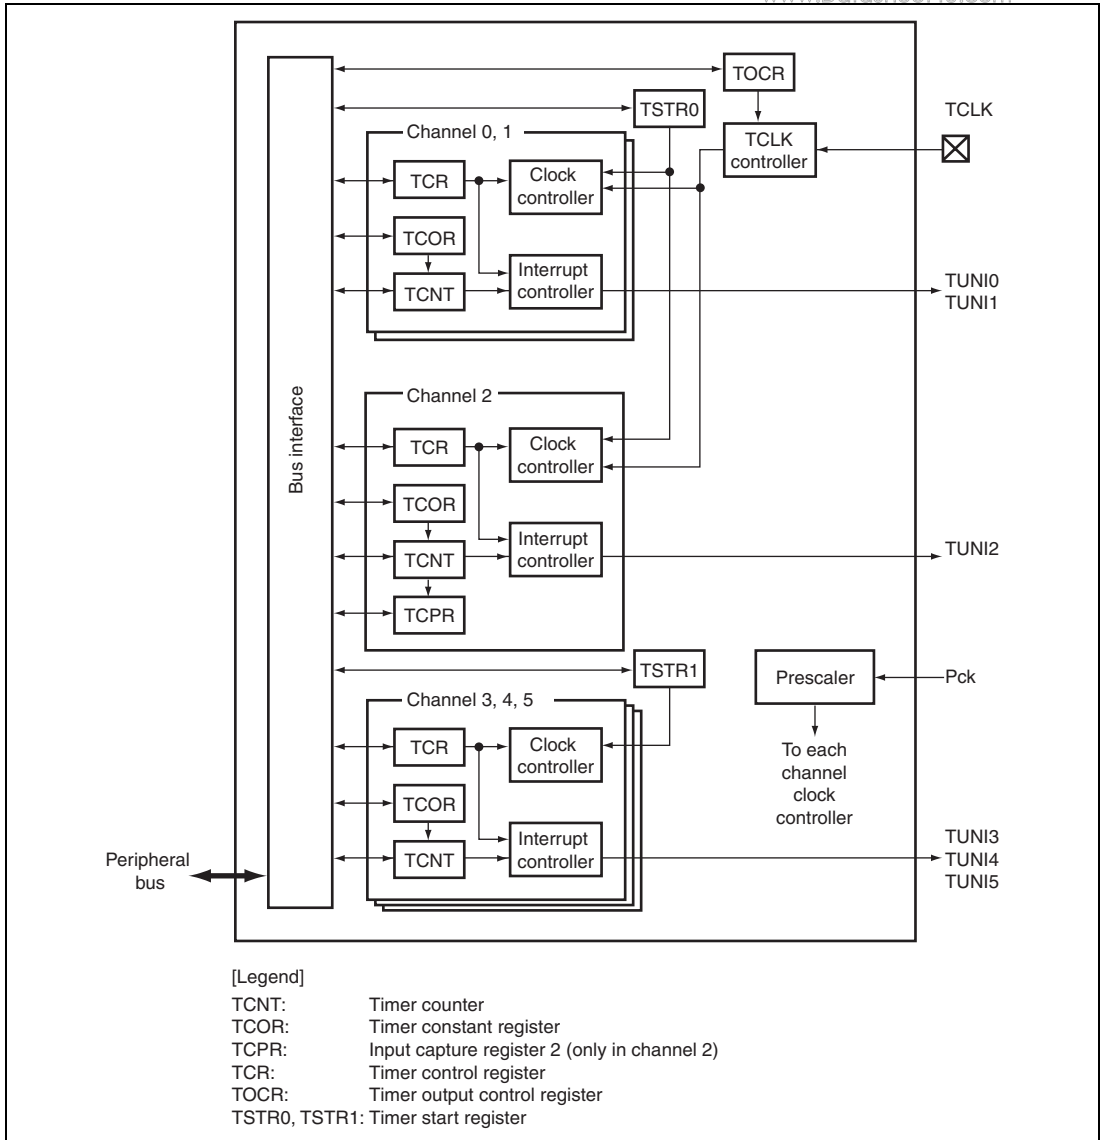 TOCR
TSTR0
TCLK
Channel 0, 1
TCLK
controller
TCR
Clock
controller
TCOR
Interrupt
controller
TCNT
TUNI0
TUNI1
Bus interface
Channel 2
TCR
Clock
controller
TCOR
Interrupt
controller
TCNT
TUNI2
TCPR
TSTR1
Prescaler
Pck
Channel 3, 4, 5
TCR
Clock
controller
To each
channel
clock
controller
TCOR
Interrupt
controller
TCNT
TUNI3
TUNI4
TUNI5
Peripheral
bus
[Legend]
TCNT: Timer counter
TCOR: Timer constant register
TCPR: Input capture register 2 (only in channel 2)
TCR: Timer control register
TOCR: Timer output control register
TSTR0, TSTR1: Timer start register